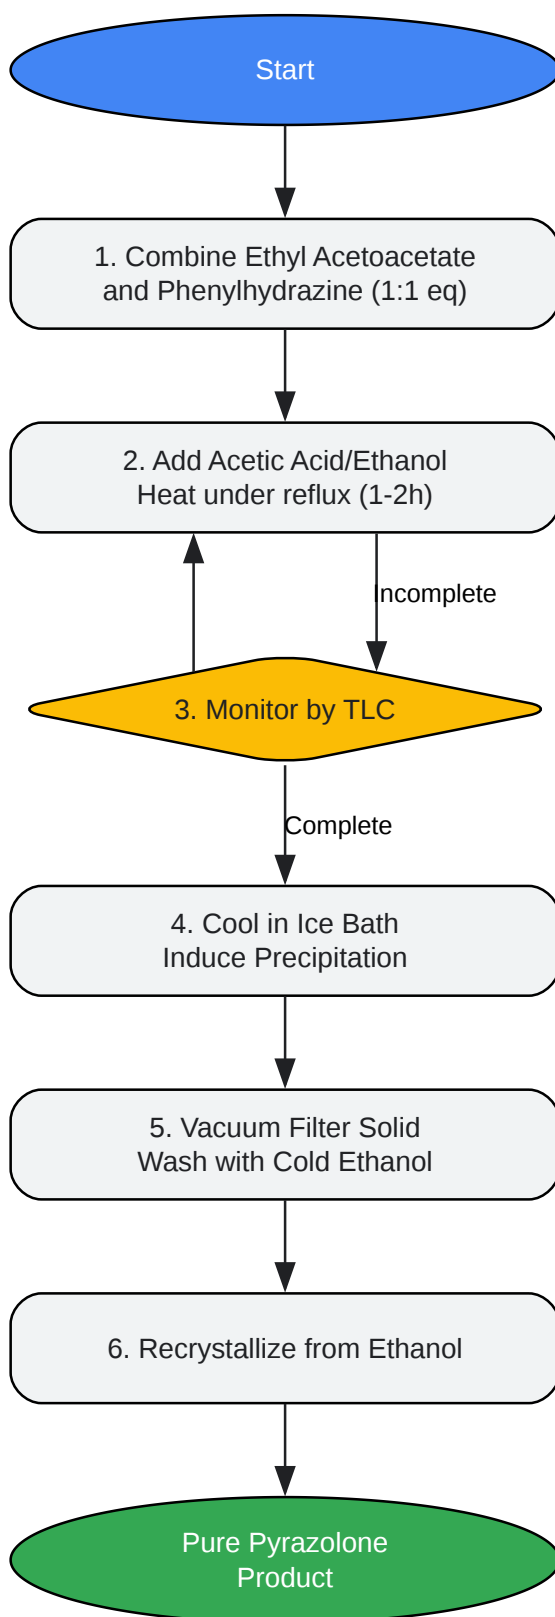 Start
1. Combine Ethyl Acetoacetate
and Phenylhydrazine (1:1 eq)
2. Add Acetic Acid/Ethanol
Heat under reflux (1-2h)
Incomplete
3. Monitor by TLC
Complete
4. Cool in Ice Bath
Induce Precipitation
5. Vacuum Filter Solid
Wash with Cold Ethanol
6. Recrystallize from Ethanol
Pure Pyrazolone
Product